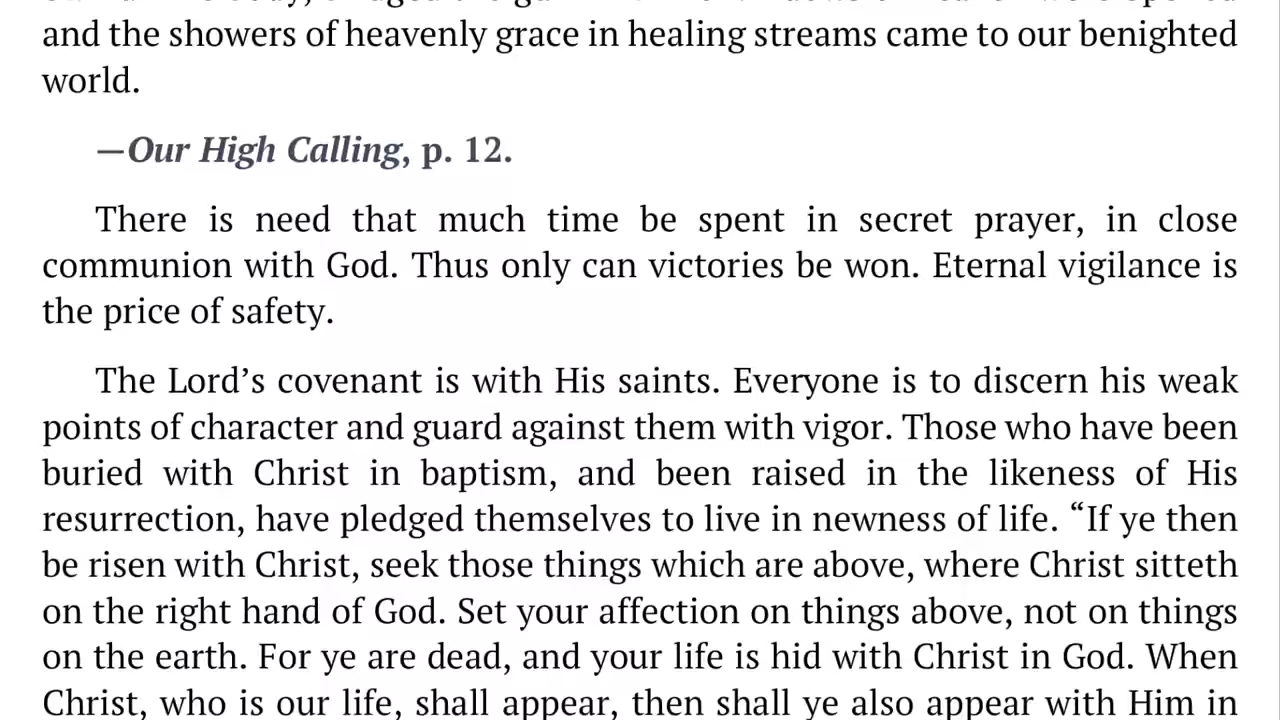 and the showers of heavenly grace in healing streams came to our benighted
world.
—Our High Calling, p. 12.
There is need that much time be spent in secret prayer, in close
communion with God. Thus only can victories be won. Eternal vigilance is
the price of safety.
The Lord’s covenant is with His saints. Everyone is to discern his weak
points of character and guard against them with vigor. Those who have been
buried with Christ in baptism, and been raised in the likeness of His
resurrection, have pledged themselves to live in newness of life. “If ye then
be risen with Christ, seek those things which are above, where Christ sitteth
on the right hand of God. Set your affection on things above, not on things
on the earth. For ye are dead, and your life is hid with Christ in God. When
Christ, who is our life, shall appear, then shall ye also appear with Him in